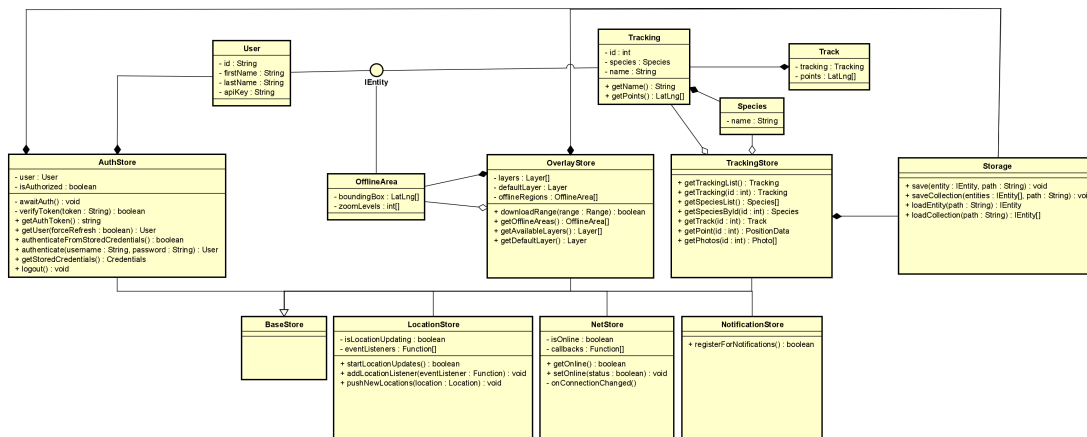 User
- id : String
- firstName : String
- lastName : String
- apiKey : String
IEntity
Tracking
- id : int
- species : Species
- name : String
+ getName() : String
+ getPoints() : LatLng[]
Track
- tracking : Tracking
- points : LatLng[]
Species
- name : String
AuthStore
- user : User
- isAuthorized : boolean
- awaitAuth() : void
- verifyToken(token : String) : boolean
+ getAuthToken() : string
+ getUser(forceRefresh : boolean) : User
+ authenticateFromStoredCredentials() : boolean
+ authenticate(username : String, password : String) : User
+ getStoredCredentials() : Credentials
+ logout() : void
OfflineArea
- boundingBox : LatLng[]
- zoomLevels : int[]
OverlayStore
- layers : Layer[]
- defaultLayer : Layer
- offlineRegions : OfflineArea[]
+ downloadRange(range : Range) : boolean
+ getOfflineAreas() : OfflineArea[]
+ getAvailableLayers() : Layer[]
+ getDefaultLayer() : Layer
TrackingStore
+ getTrackingList() : Tracking
+ getTracking(id : int) : Tracking
+ getSpeciesList() : Species[]
+ getSpeciesById(id : int) : Species
+ getTrack(id : int) : Track
+ getPoint(id : int) : PositionData
+ getPhotos(id : int) : Photo[]
Storage
+ save(entity : IEntity, path : String) : void
+ saveCollection(entities : IEntity[], path : String) : void
+ loadEntity(path : String) : IEntity
+ loadCollection(path : String) : IEntity[]
BaseStore
LocationStore
- isLocationUpdating : boolean
- eventListeners : Function[]
+ startLocationUpdates() : boolean
+ addLocationListener(eventListener : Function) : void
+ pushNewLocations(location : Location) : void
NetStore
- isOnline : boolean
- callbacks : Function[]
+ getOnline() : boolean
+ setOnline(status : boolean) : void
- onConnectionChanged()
NotificationStore
+ registerForNotifications() : boolean